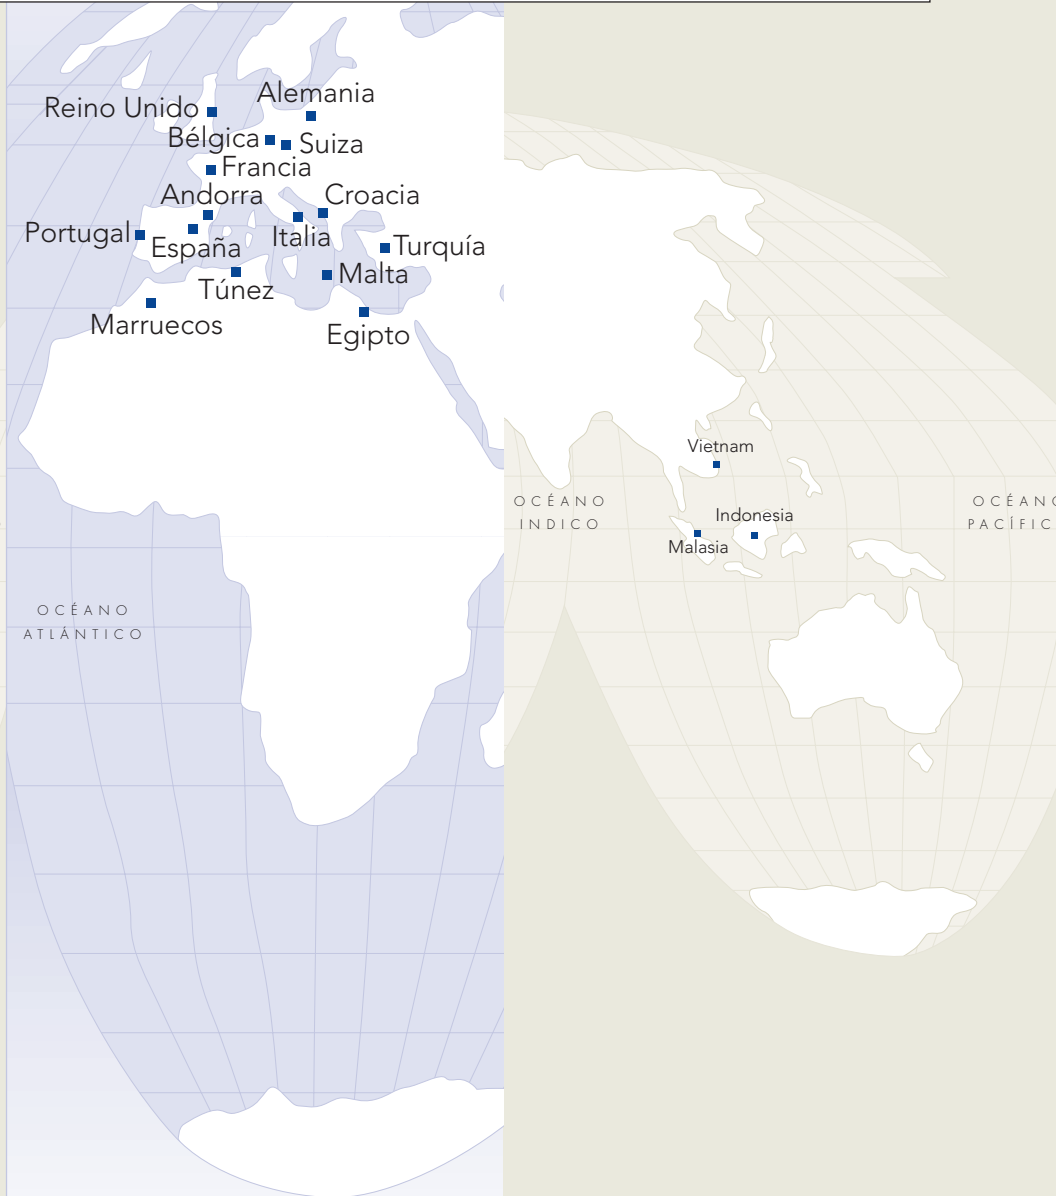 Alemania
Reino Unido
Bélgica
Suiza
Francia
Andorra
Croacia
Portugal
España
Italia
Turquía
Túnez
Malta
Marruecos
Egipto
OCÉANO
ATLÁNTICO
Vietnam
OCÉANO
INDICO
Indonesia
Malasia
OCÉANO
PACÍFIC